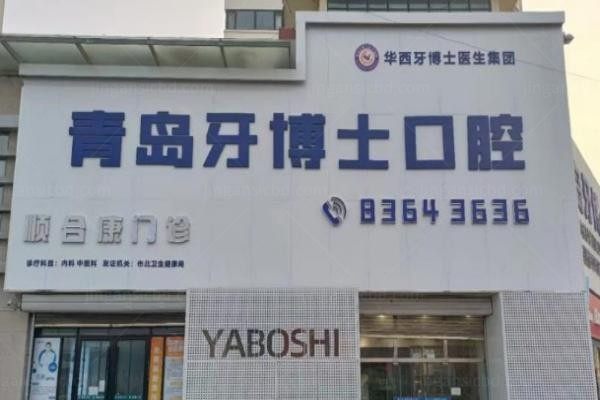 华西牙博士医生集团
青岛牙博士口腔
8364 3636
顺合康门诊
诊疗科目：内科 中医科 发证机关：市北卫生健康局
YABOSHI